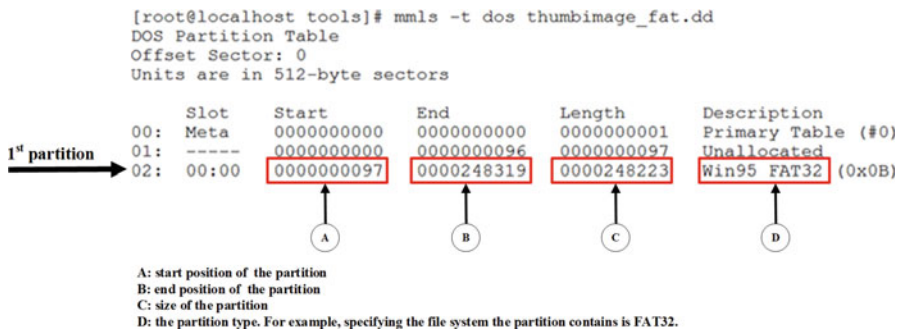 [root@localhost tools]# mmls -t dos thumbimage_fat.dd
DOS Partition Table
Offset Sector: 0
Units are in 512-byte sectors
Slot Start End Length Description
00: Meta 0000000000 0000000000 0000000001 Primary Table (#0)
01: ----- 0000000000 0000000096 0000000097 Unallocated
1st partition 02: 00:00 0000000097 0000248319 0000248223 Win95 FAT32 (0x0B)
A B C D
A: start position of the partition
B: end position of the partition
C: size of the partition
D: the partition type. For example, specifying the file system the partition contains is FAT32.